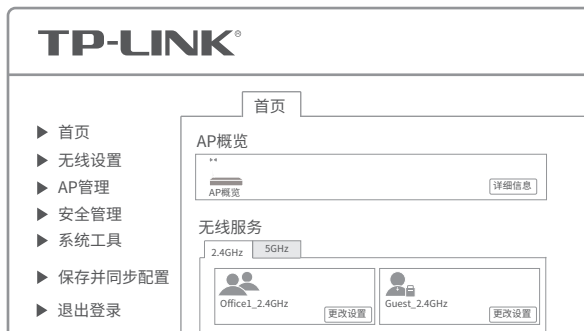 TP-LINK®
首页
首页
无线设置
AP管理
安全管理
系统工具
保存并同步配置
退出登录
AP概览
AP概览
详细信息
无线服务
2.4GHz
5GHz
Office1_2.4GHz
更改设置
Guest_2.4GHz
更改设置